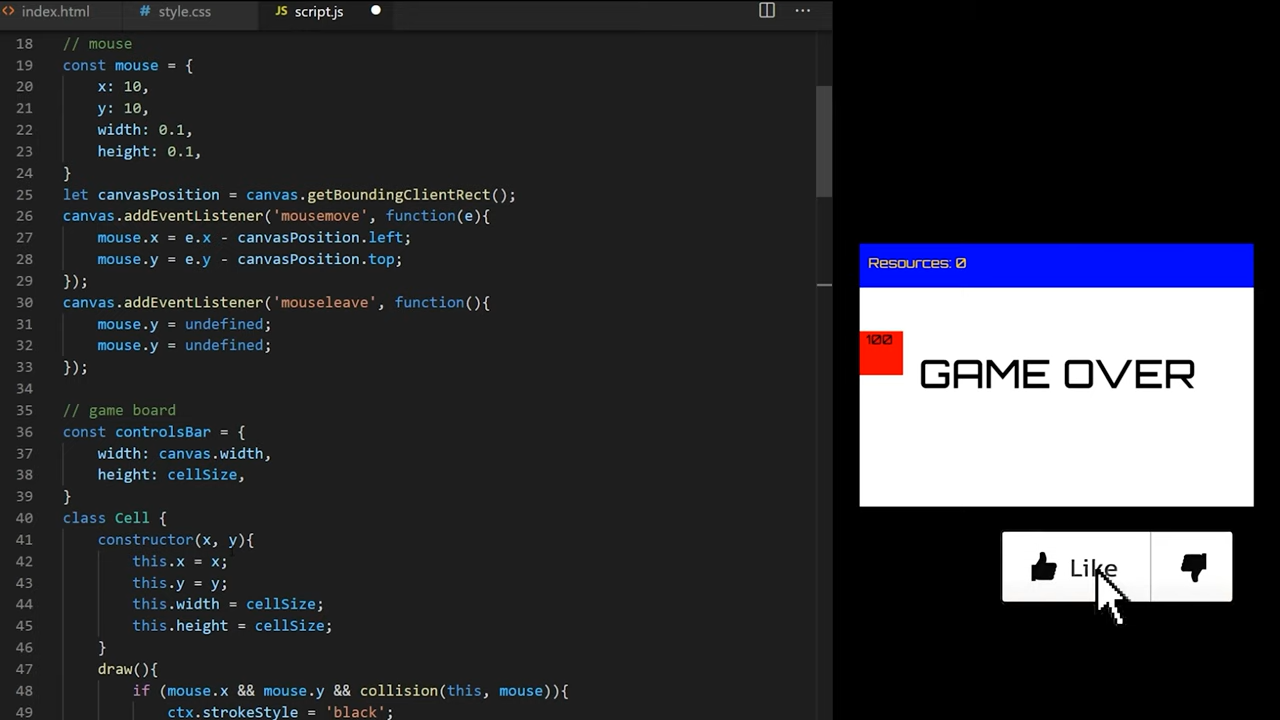 index.html
# style.css
JS script.js
18 // mouse
19 const mouse = {
20 x: 10,
21 y: 10,
22 width: 0.1,
23 height: 0.1,
24 }
25 let canvasPosition = canvas.getBoundingClientRect();
26 canvas.addEventListener('mousemove', function(e){
27 mouse.x = e.x - canvasPosition.left;
28 mouse.y = e.y - canvasPosition.top;
29 });
30 canvas.addEventListener('mouseleave', function(){
31 mouse.y = undefined;
32 mouse.y = undefined;
33 });
34
35 // game board
36 const controlsBar = {
37 width: canvas.width,
38 height: cellSize,
39 }
40 class Cell {
41 constructor(x, y){
42 this.x = x;
43 this.y = y;
44 this.width = cellSize;
45 this.height = cellSize;
46 }
47 draw(){
48 if (mouse.x && mouse.y && collision(this, mouse)){
49 ctx.strokeStyle = 'black';
Resources: 0
100
GAME OVER
Like